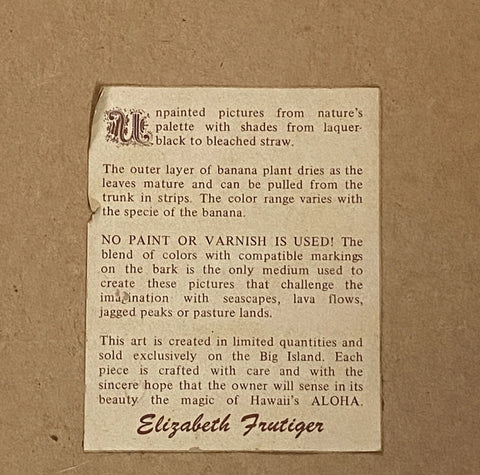 Unpainted pictures from nature's
palette with shades from laquer-
black to bleached straw.
The outer layer of banana plant dries as the
leaves mature and can be pulled from the
trunk in strips. The color range varies with
the specie of the banana.
NO PAINT OR VARNISH IS USED! The
blend of colors with compatible markings
on the bark is the only medium used to
create these pictures that challenge the
imagination with seascapes, lava flows,
jagged peaks or pasture lands.
This art is created in limited quantities and
sold exclusively on the Big Island. Each
piece is crafted with care and with the
sincere hope that the owner will sense in its
beauty the magic of Hawaii's ALOHA.
Elizabeth Frutiger